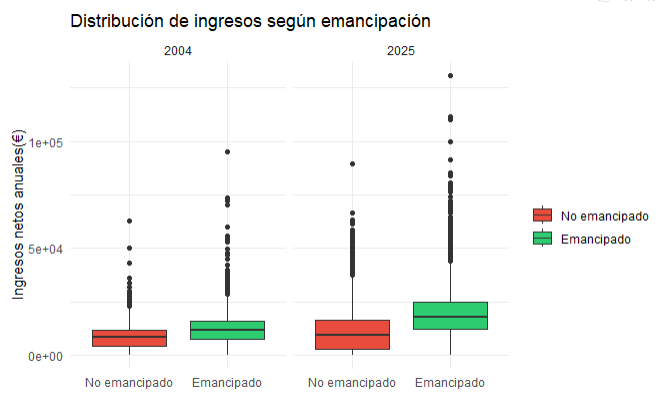 Distribución de ingresos según emancipación
2004
2025
Ingresos netos anuales(€)
1e+05
5e+04
0e+00
No emancipado
Emancipado
No emancipado
Emancipado
No emancipado
Emancipado